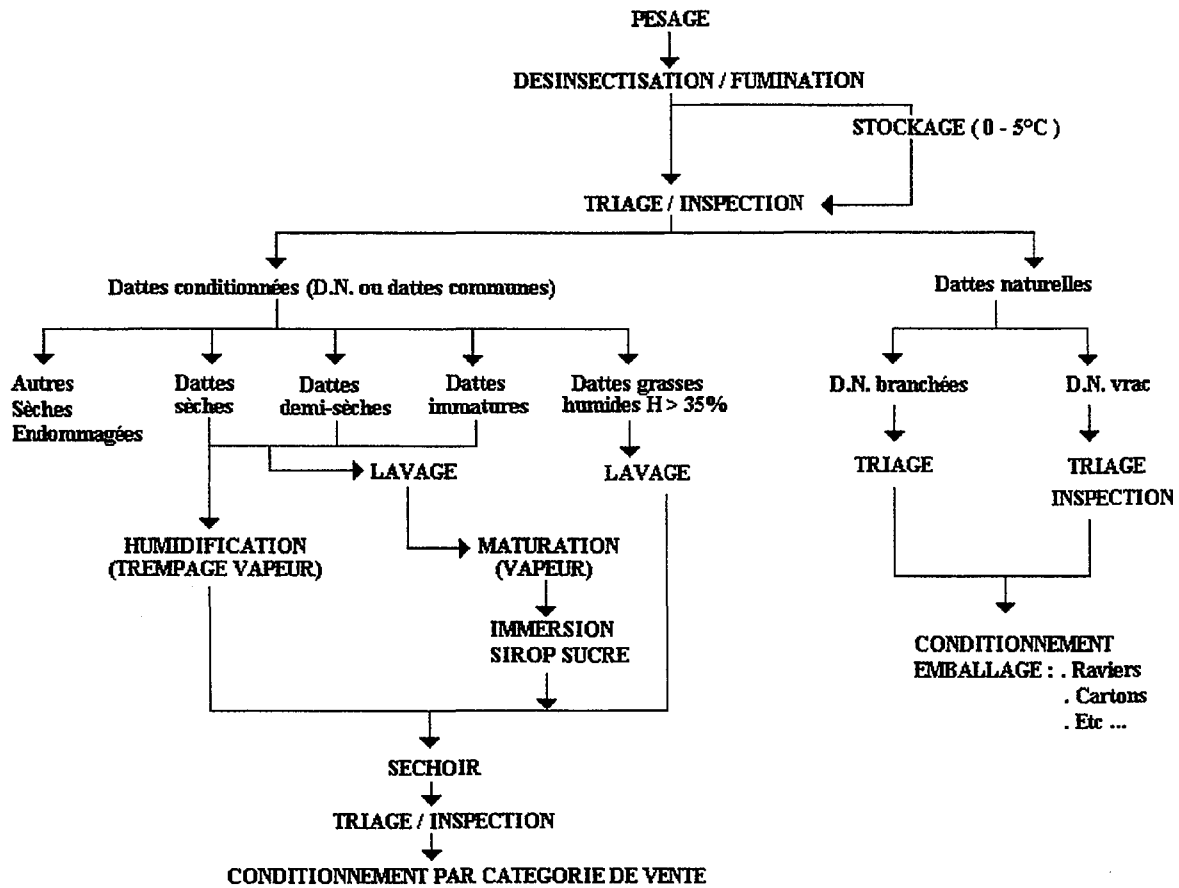 PESAGE
DESINSECTISATION / FUMINATION
STOCKAGE ( 0 - 5°C )
TRIAGE / INSPECTION
Dattes conditionnées (D.N. ou dattes communes)
Dattes naturelles
Autres
Sèches
Endommagées
Dattes
sèches
Dattes
demi-sèches
Dattes
immatures
Dattes grasses
humides H > 35%
D.N. branchées
D.N. vrac
LAVAGE
LAVAGE
TRIAGE
TRIAGE
INSPECTION
HUMIDIFICATION
(TREMPAGE VAPEUR)
MATURATION
(VAPEUR)
IMMERSION
SIROP SUCRE
CONDITIONNEMENT
EMBALLAGE : . Raviers
. Cartons
. Etc ...
SECHOIR
TRIAGE / INSPECTION
CONDITIONNEMENT PAR CATEGORIE DE VENTE